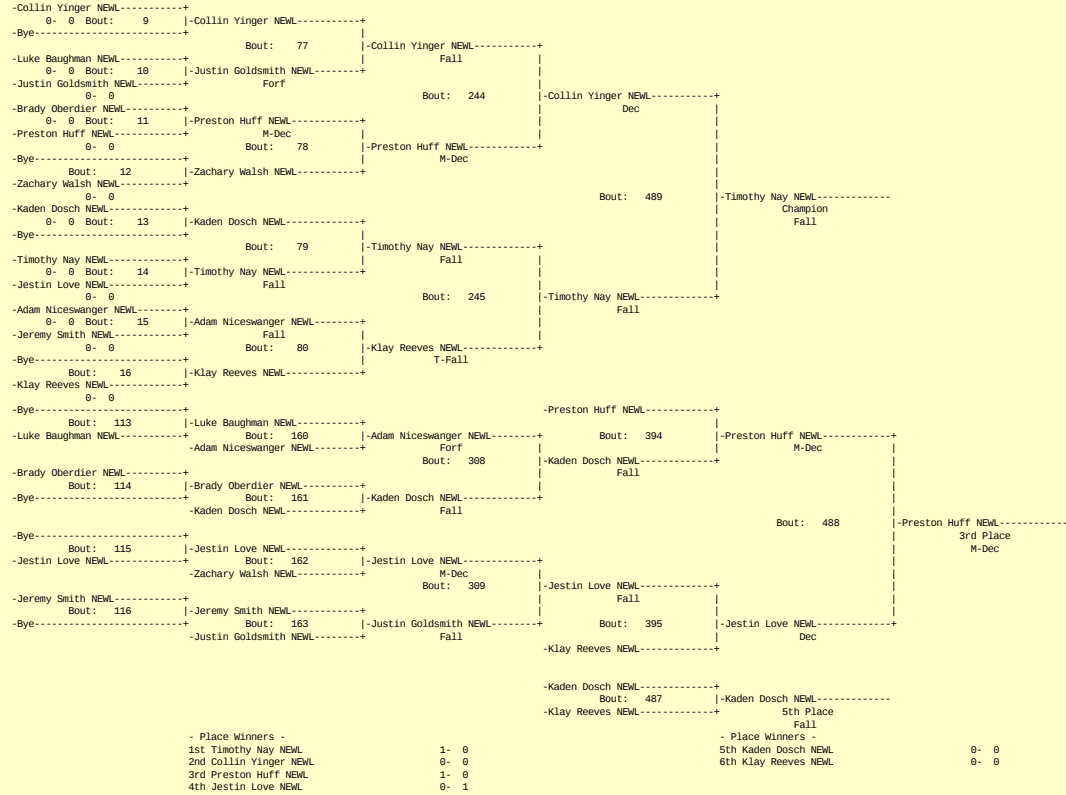 -Collin Yinger NEWL-----------+
0-  0  Bout:    9      |-Collin Yinger NEWL-----------+
-Bye--------------------------+                              |
Bout:    77         |-Collin Yinger NEWL-----------+
-Luke Baughman NEWL-----------+                              |             Fall             |
0-  0  Bout:   10      |-Justin Goldsmith NEWL--------+                              |
-Justin Goldsmith NEWL--------+             Forf                                            |
0-  0                                                     Bout:   244         |-Collin Yinger NEWL-----------+
-Brady Oberdier NEWL----------+                                                             |             Dec              |
0-  0  Bout:   11      |-Preston Huff NEWL------------+                              |                              |
-Preston Huff NEWL------------+             M-Dec            |                              |                              |
0-  0                       Bout:    78         |-Preston Huff NEWL------------+                              |
-Bye--------------------------+                              |             M-Dec                                           |
Bout:    12         |-Zachary Walsh NEWL-----------+                                                             |
-Zachary Walsh NEWL-----------+                                                                                            |
0-  0                                                                                    Bout:   489         |-Timothy Nay NEWL------------
-Kaden Dosch NEWL-------------+                                                                                            |          Champion
0-  0  Bout:   13      |-Kaden Dosch NEWL-------------+                                                             |            Fall
-Bye--------------------------+                              |                                                             |
Bout:    79         |-Timothy Nay NEWL-------------+                              |
-Timothy Nay NEWL-------------+                              |             Fall             |                              |
0-  0  Bout:   14      |-Timothy Nay NEWL-------------+                              |                              |
-Jestin Love NEWL-------------+             Fall                                            |                              |
0-  0                                                     Bout:   245         |-Timothy Nay NEWL-------------+
-Adam Niceswanger NEWL--------+                                                             |            Fall
0-  0  Bout:   15      |-Adam Niceswanger NEWL--------+                              |
-Jeremy Smith NEWL------------+             Fall             |                              |
0-  0                       Bout:    80         |-Klay Reeves NEWL-------------+
-Bye--------------------------+                              |            T-Fall
Bout:    16         |-Klay Reeves NEWL-------------+
-Klay Reeves NEWL-------------+
0-  0
-Bye--------------------------+                                                              -Preston Huff NEWL------------+
Bout:   113         |-Luke Baughman NEWL-----------+                                                             |
-Luke Baughman NEWL-----------+          Bout:   160         |-Adam Niceswanger NEWL--------+          Bout:   394         |-Preston Huff NEWL------------+
-Adam Niceswanger NEWL--------+             Forf             |                              |            M-Dec             |
Bout:   308         |-Kaden Dosch NEWL-------------+                              |
-Brady Oberdier NEWL----------+                                                             |            Fall                                             |
Bout:   114         |-Brady Oberdier NEWL----------+                              |                                                             |
-Bye--------------------------+          Bout:   161         |-Kaden Dosch NEWL-------------+                                                             |
-Kaden Dosch NEWL-------------+             Fall                                                                          |
Bout:   488         |-Preston Huff NEWL------------
-Bye--------------------------+                                                                                                                           |          3rd Place
Bout:   115         |-Jestin Love NEWL-------------+                                                                                            |            M-Dec
-Jestin Love NEWL-------------+          Bout:   162         |-Jestin Love NEWL-------------+                                                             |
-Zachary Walsh NEWL-----------+             M-Dec            |                                                             |
Bout:   309         |-Jestin Love NEWL-------------+                              |
-Jeremy Smith NEWL------------+                                                             |            Fall              |                              |
Bout:   116         |-Jeremy Smith NEWL------------+                              |                              |                              |
-Bye--------------------------+          Bout:   163         |-Justin Goldsmith NEWL--------+          Bout:   395         |-Jestin Love NEWL-------------+
-Justin Goldsmith NEWL--------+             Fall                                            |             Dec
-Klay Reeves NEWL-------------+
-Kaden Dosch NEWL-------------+
Bout:   487         |-Kaden Dosch NEWL------------
-Klay Reeves NEWL-------------+          5th Place
Fall
- Place Winners -                                                                            - Place Winners -
1st Timothy Nay NEWL                        1-  0                                            5th Kaden Dosch NEWL                        0-  0
2nd Collin Yinger NEWL                      0-  0                                            6th Klay Reeves NEWL                        0-  0
3rd Preston Huff NEWL                       1-  0
4th Jestin Love NEWL                        0-  1